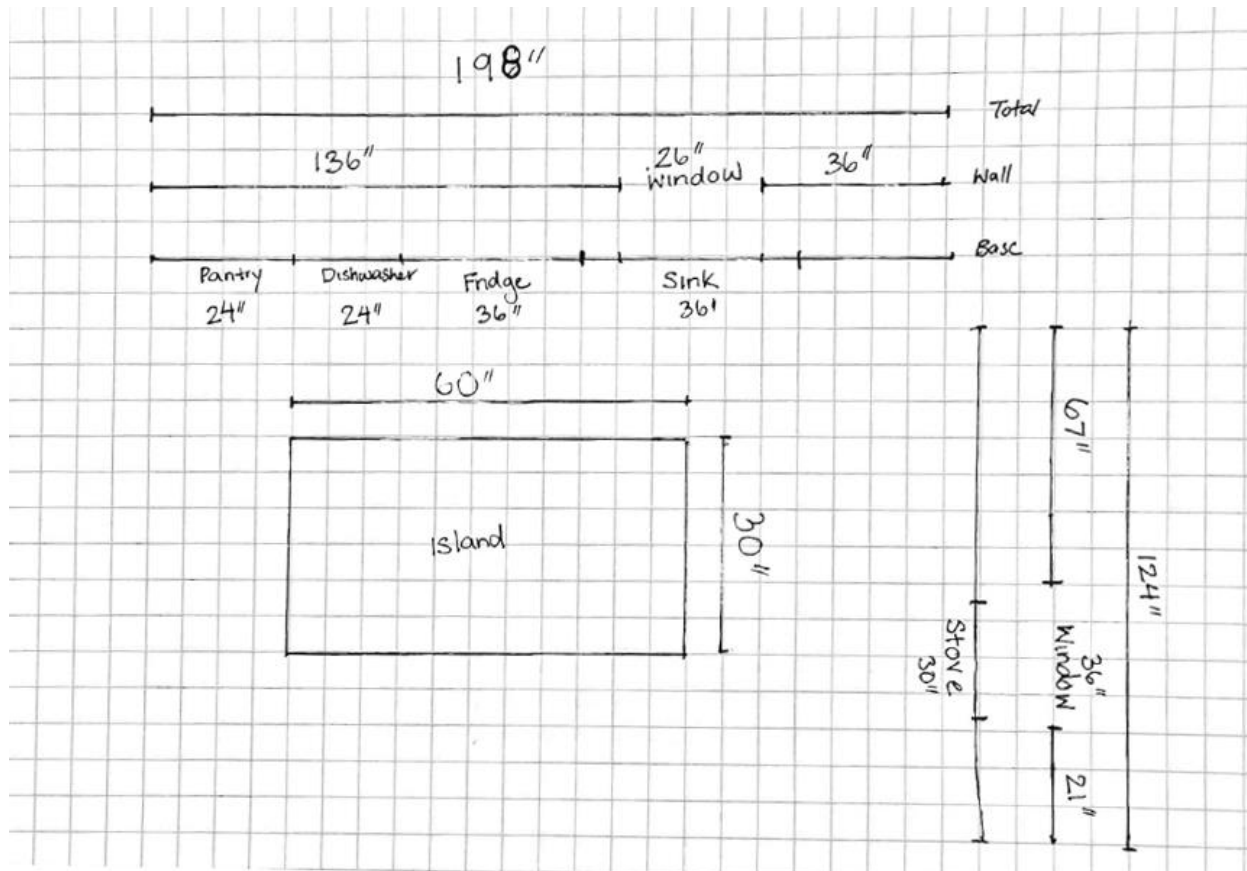 198"
Total
136"
26"
window
36"
Wall
Base
Pantry
24"
Dishwasher
24"
Fridge
36"
Sink
36'
60"
Island
30"
67"
124"
Stove
30"
36"
Window
21"